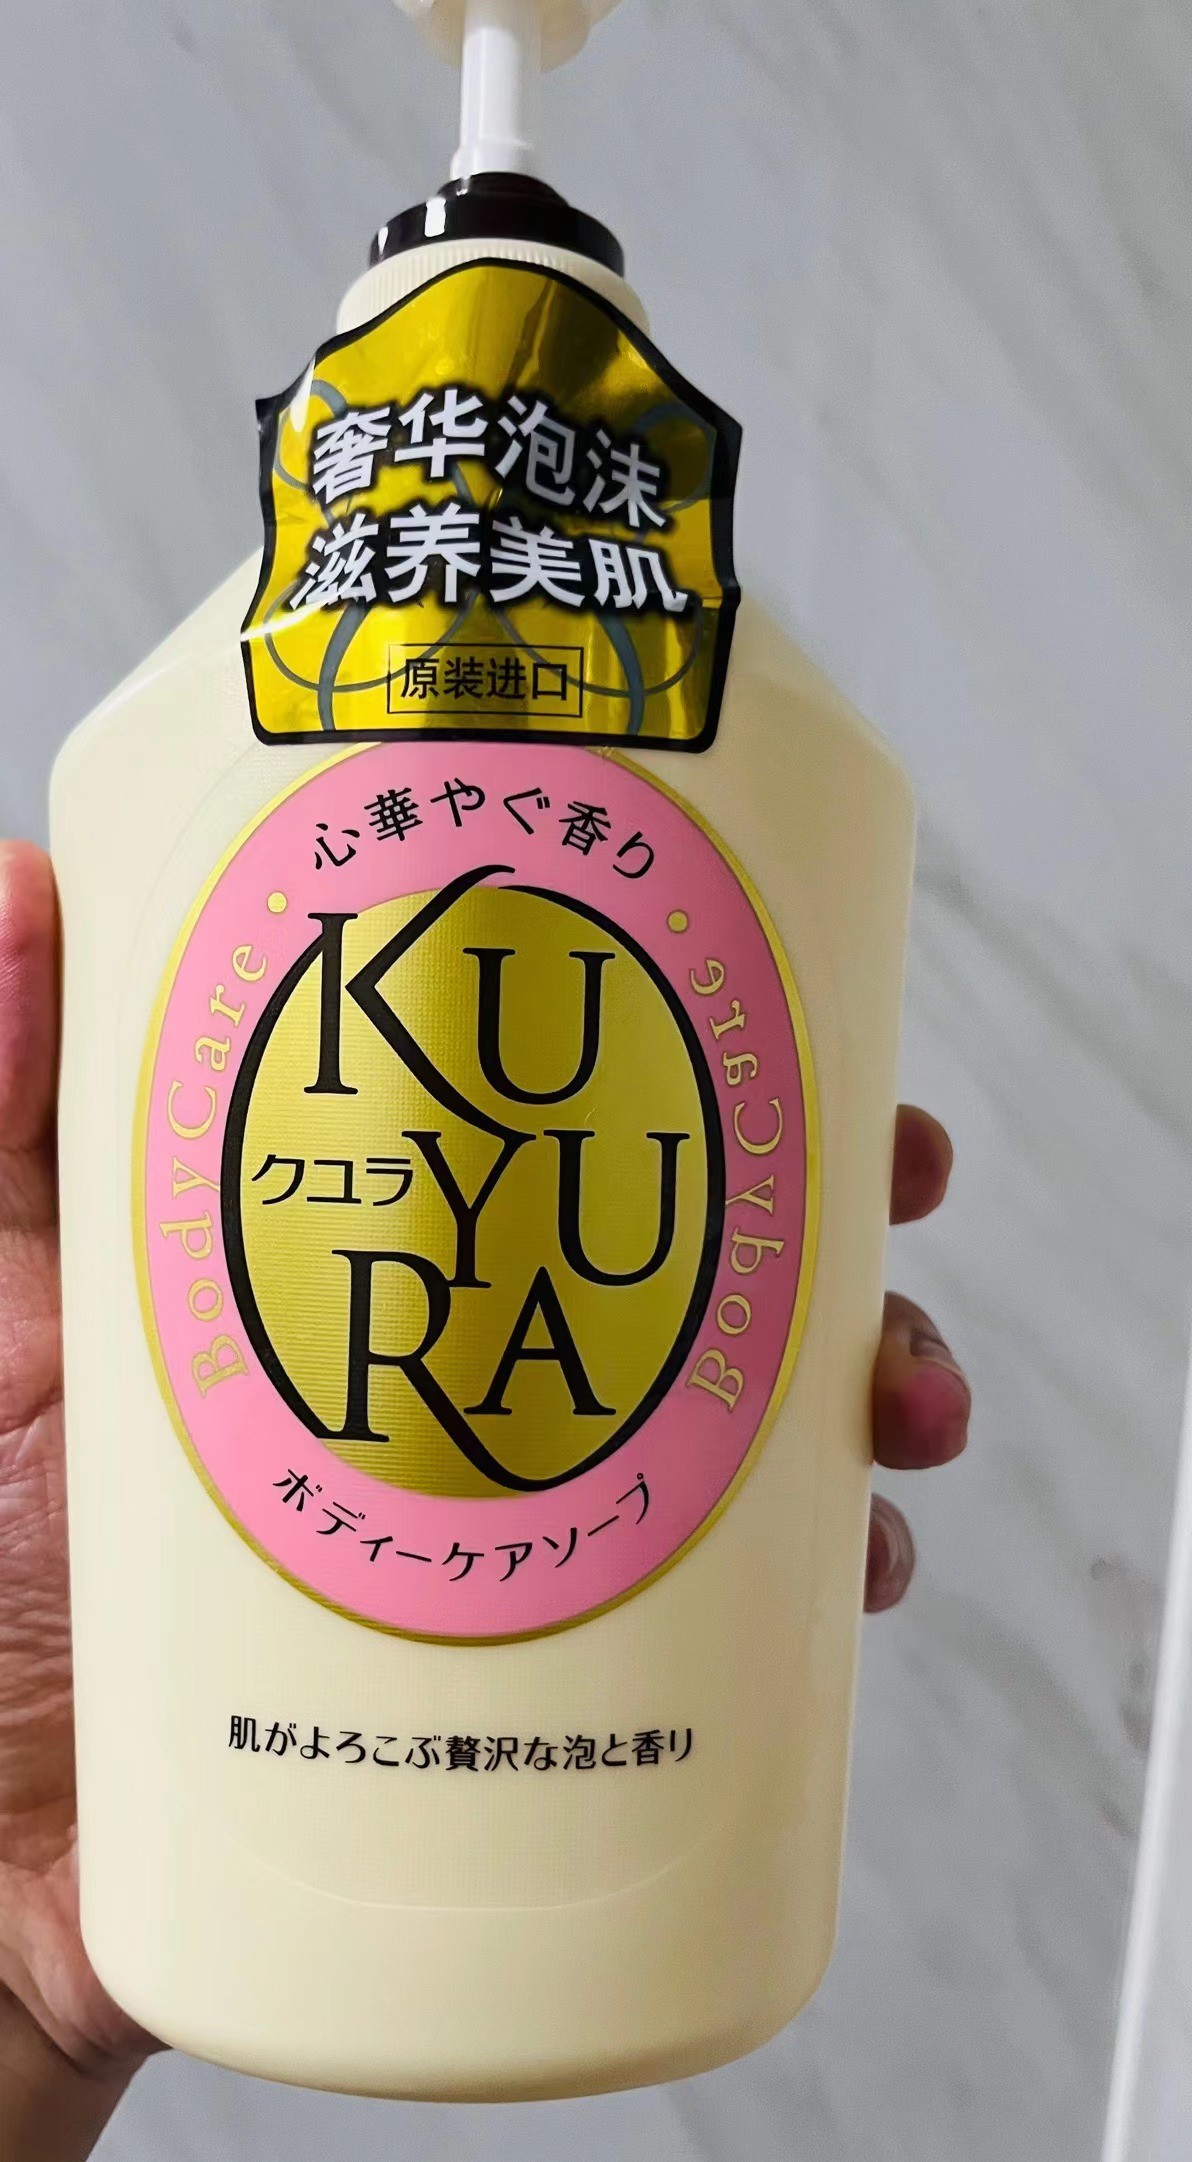 奢华泡沫
滋养美肌
原装进口
心華やぐ香り
BodyCare
KU
クユラ
YU
RA
BodyCare
ボディーケアソープ
肌がよろこぶ贅沢な泡と香り